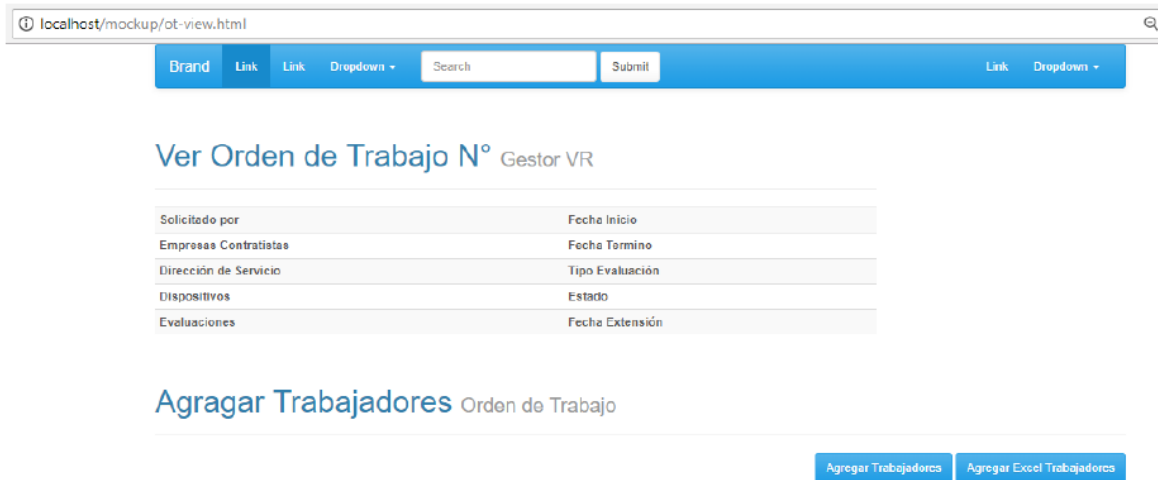 localhost/mockup/ot-view.html
Brand Link Link Dropdown Search Submit Link Dropdown
Ver Orden de Trabajo N° Gestor VR
Solicitado por Fecha Inicio
Empresas Contratistas Fecha Termino
Dirección de Servicio Tipo Evaluación
Dispositivos Estado
Evaluaciones Fecha Extensión
Agragar Trabajadores Orden de Trabajo
Agregar Trabajadores Agregar Excel Trabajadores